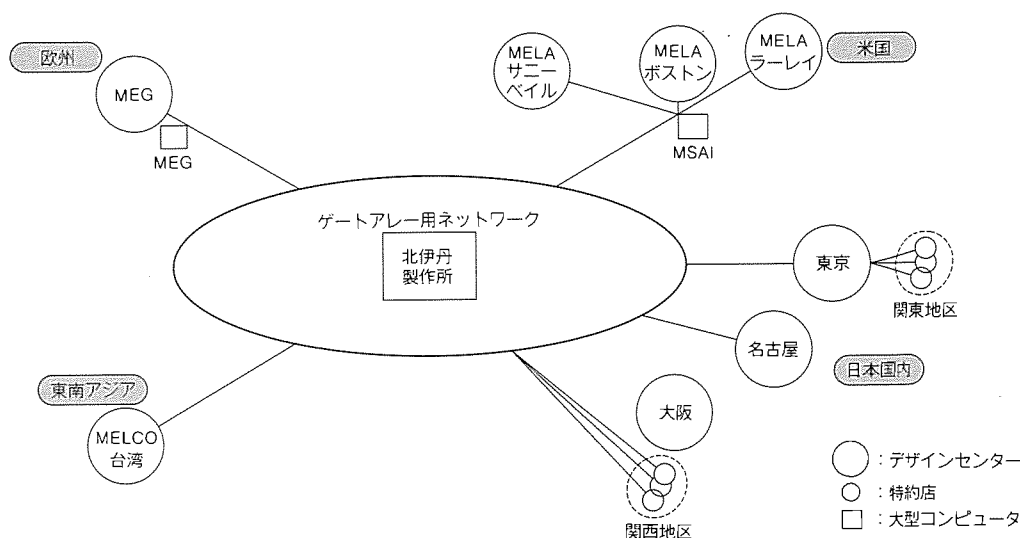 欧州
MEG
MEG
MELA
サニー
ベイル
MELA
ボストン
MELA
ラーレイ
米国
MSAI
ゲートアレー用ネットワーク
北伊丹
製作所
東京
関東地区
名古屋
日本国内
東南アジア
MELCO
台湾
大阪
関西地区
：デザインセンター
：特約店
：大型コンピュータ